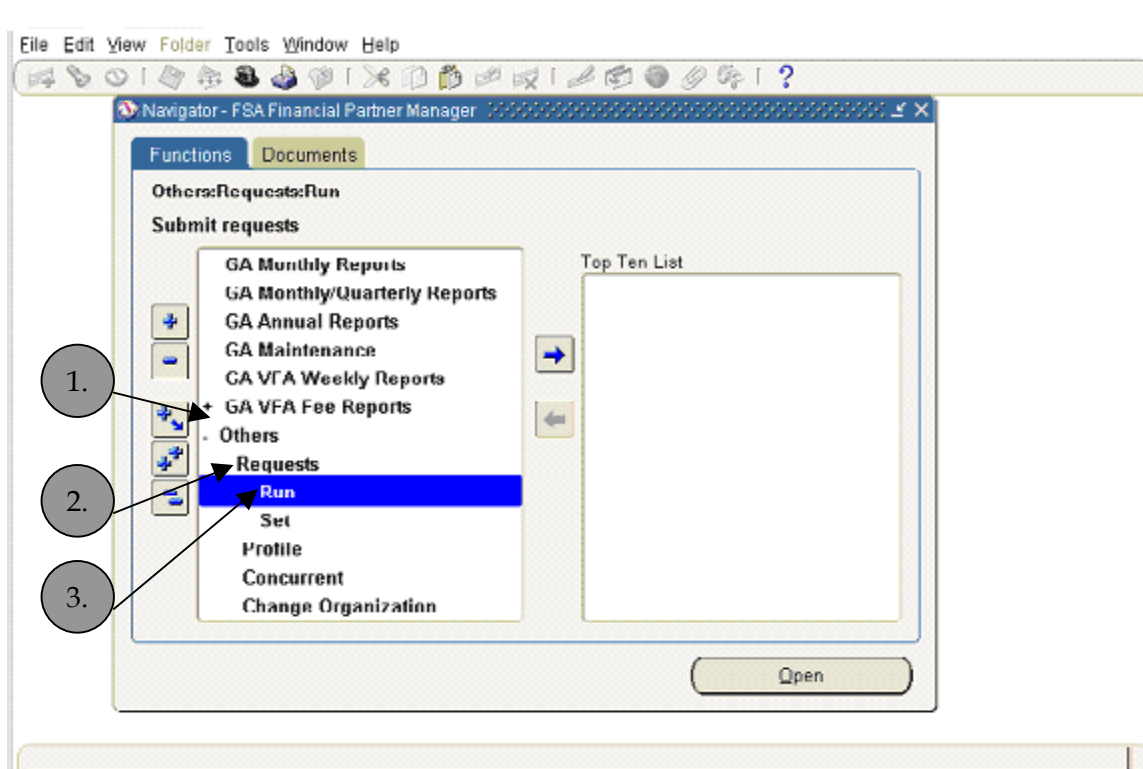 File Edit View Folder Tools Window Help
Navigator - FSA Financial Partner Manager
Functions Documents
Others:Requests:Run
Submit requests
GA Monthly Reports
GA Monthly/Quarterly Reports
GA Annual Reports
GA Maintenance
GA VFA Weekly Reports
+ GA VFA Fee Reports
- Others
Requests
Run
Set
Profile
Concurrent
Change Organization
Top Ten List
1.
2.
3.
Open